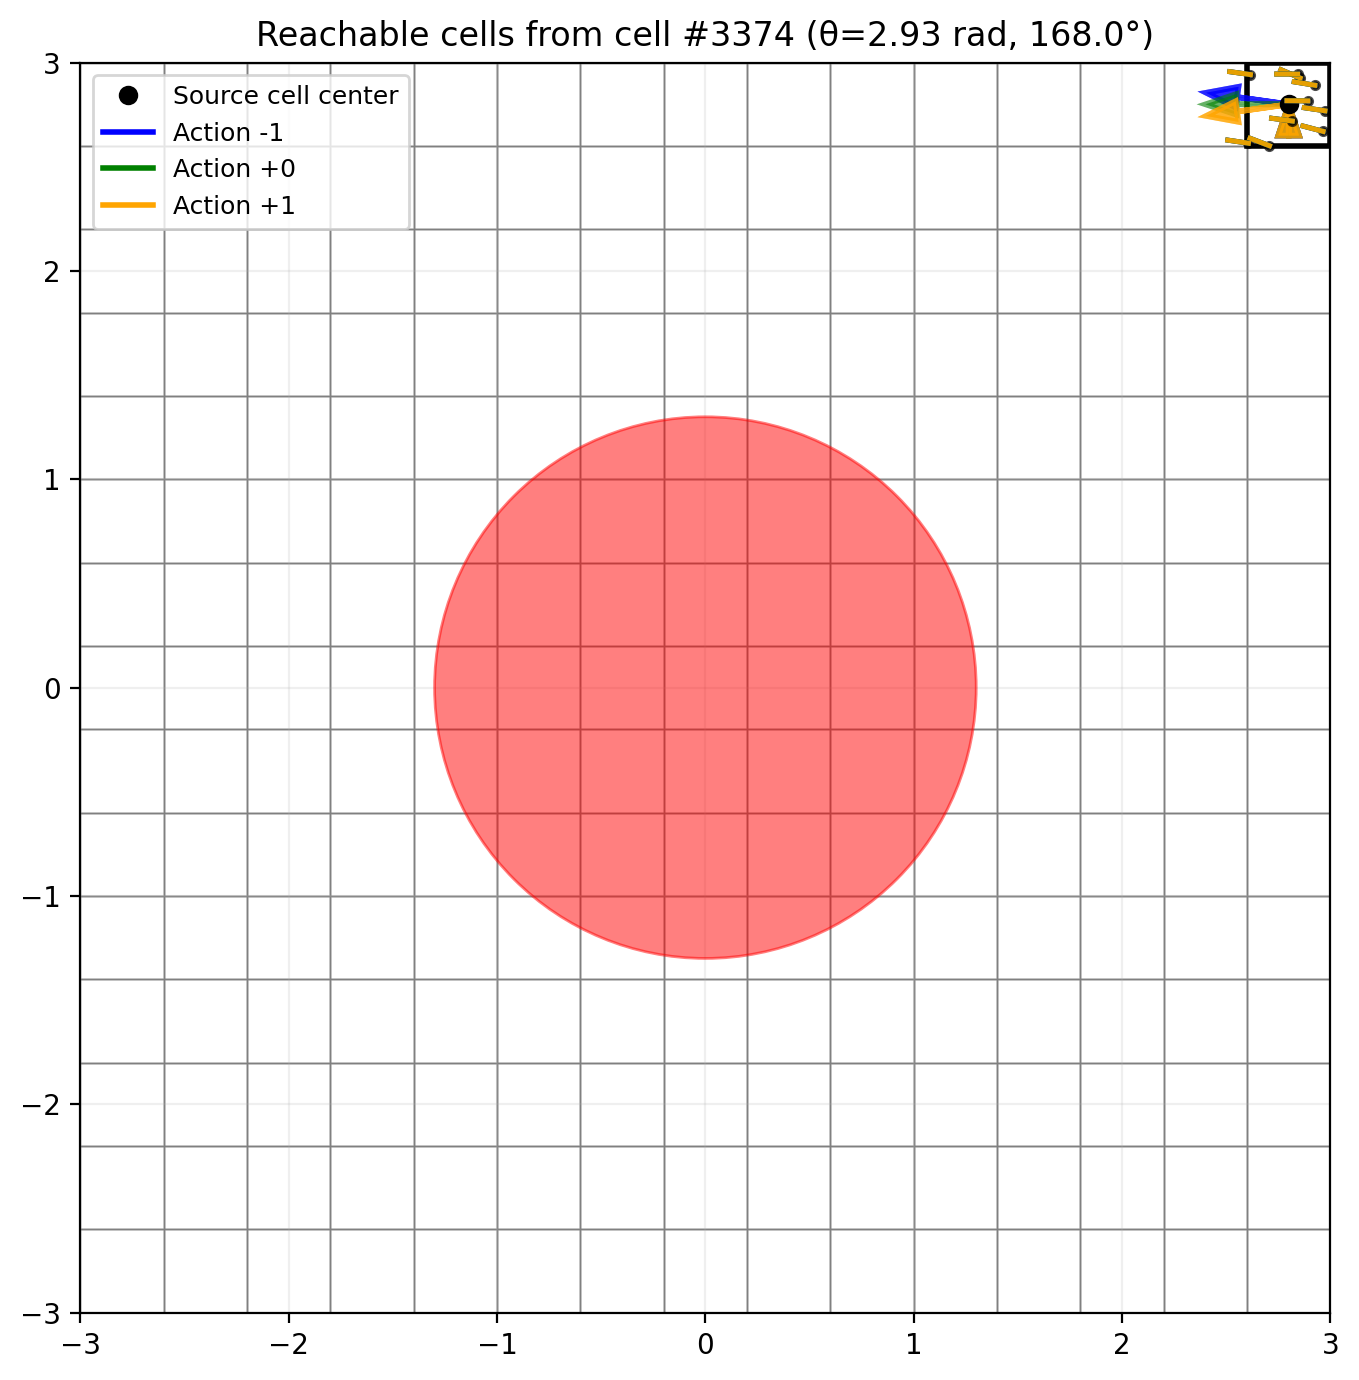 Reachable cells from cell #3374 (θ=2.93 rad, 168.0°)
Source cell center
Action -1
Action +0
Action +1
3
2
1
0
−1
−2
−3
−3
−2
−1
0
1
2
3